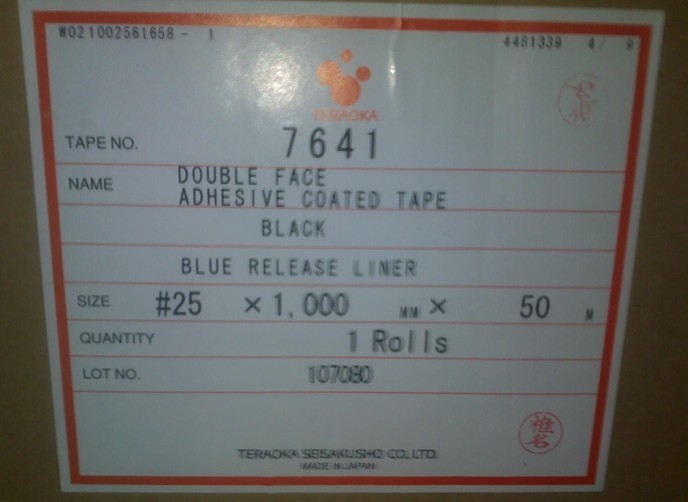 W021002561658 - 1
4481339 4/ 9
TERAOKA
TAPE NO. 7641
NAME DOUBLE FACE
ADHESIVE COATED TAPE
BLACK
BLUE RELEASE LINER
SIZE #25 ×1,000 MM × 50 M
QUANTITY 1 Rolls
LOT NO. 107080
椎名
TERAOKA SEISAKUSHO CO., LTD.
(MADE IN JAPAN)